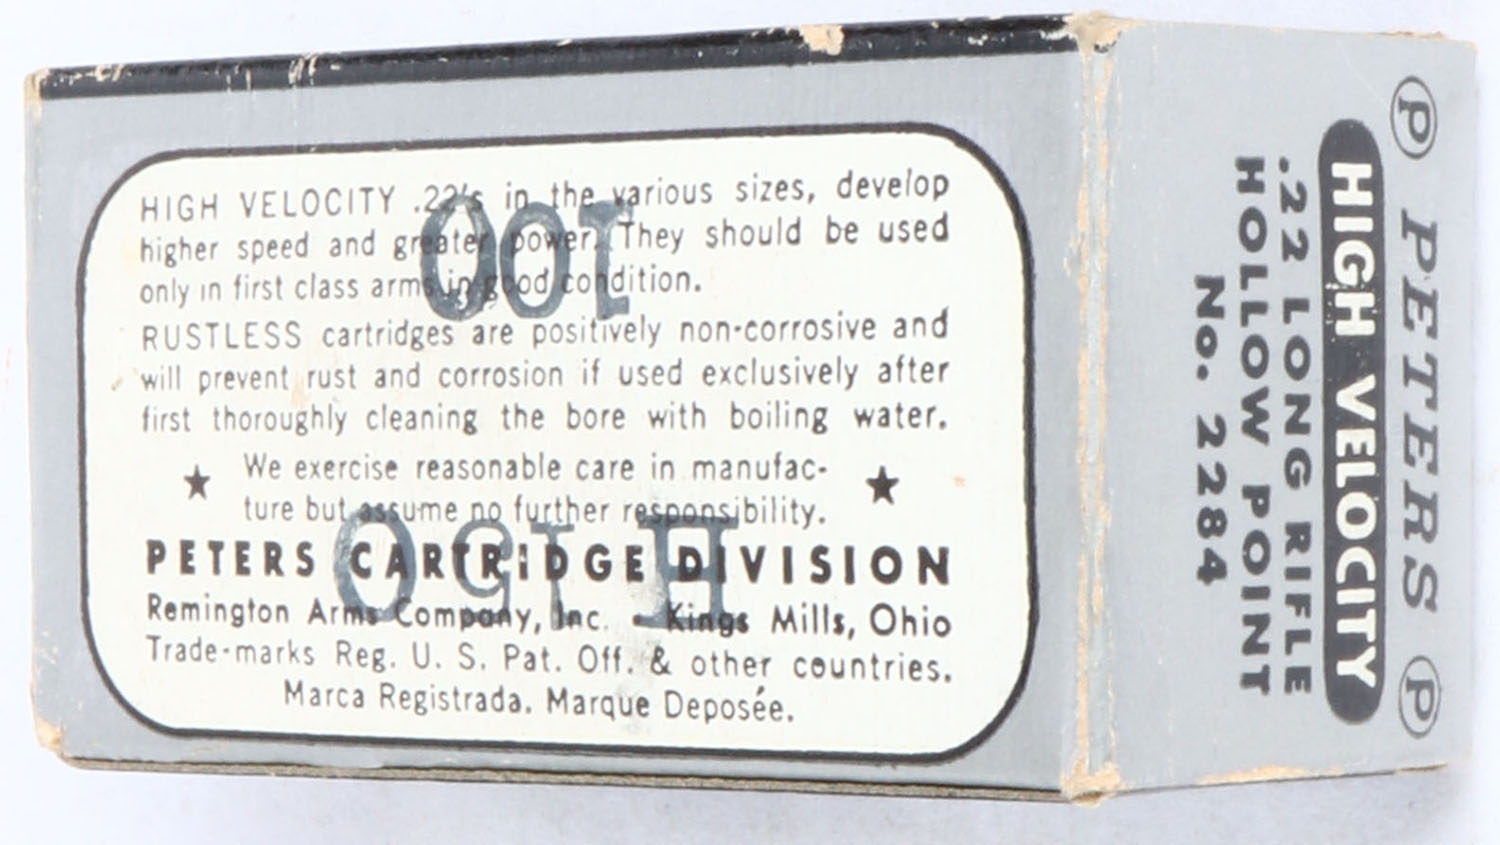 HIGH VELOCITY .22's in the various sizes, develop
higher speed and greater power. They should be used
only in first class arms in good condition.
RUSTLESS cartridges are positively non-corrosive and
will prevent rust and corrosion if used exclusively after
first thoroughly cleaning the bore with boiling water.
★ We exercise reasonable care in manufac- ★
ture but assume no further responsibility.
PETERS CARTRIDGE DIVISION
Remington Arms Company, Inc. · Kings Mills, Ohio
Trade-marks Reg. U. S. Pat. Off. & other countries.
Marca Registrada. Marque Deposée.
P PETERS P
HIGH VELOCITY
.22 LONG RIFLE
HOLLOW POINT
No. 2284